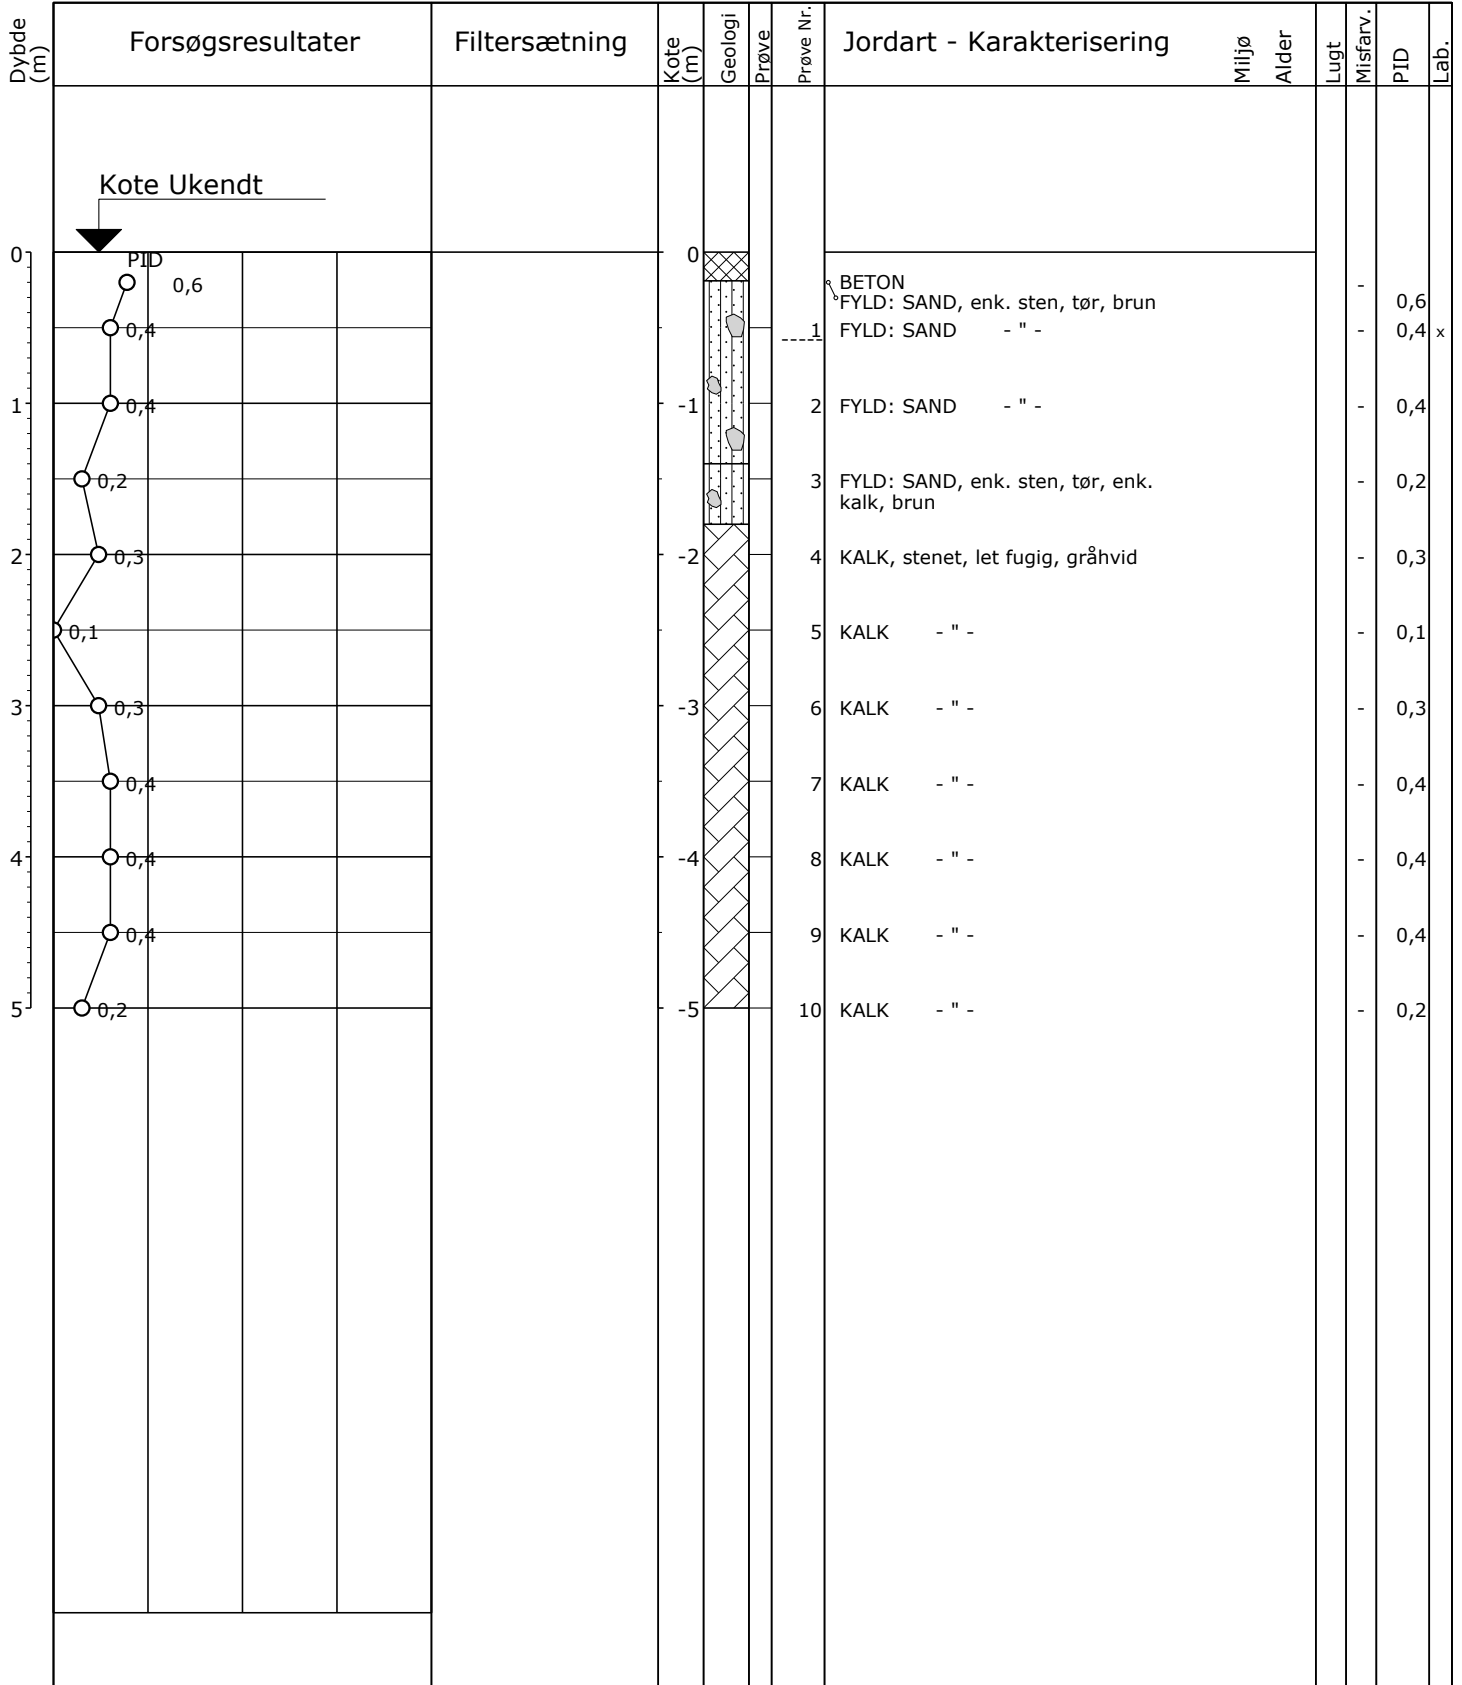 Dybde (m) Forsøgsresultater Filtersætning Kote (m) Geologi Prøve Prøve Nr. Jordart - Karakterisering Miljø Alder Lugt Misfarv. PID Lab.
Kote Ukendt
0 PID 0
0,6 BETON -
FYLD: SAND, enk. sten, tør, brun 0,6
0,4 1 FYLD: SAND - " - - 0,4 x
1 0,4 -1 2 FYLD: SAND - " - - 0,4
0,2 3 FYLD: SAND, enk. sten, tør, enk. - 0,2
kalk, brun
2 0,3 -2 4 KALK, stenet, let fugig, gråhvid - 0,3
0,1 5 KALK - " - - 0,1
3 0,3 -3 6 KALK - " - - 0,3
0,4 7 KALK - " - - 0,4
4 0,4 -4 8 KALK - " - - 0,4
0,4 9 KALK - " - - 0,4
5 0,2 -5 10 KALK - " - - 0,2